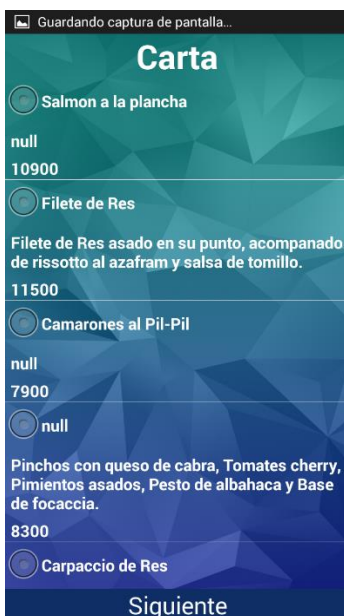 Guardando captura de pantalla...
Carta
Salmon a la plancha
null
10900
Filete de Res
Filete de Res asado en su punto, acompanado
de rissotto al azafram y salsa de tomillo.
11500
Camarones al Pil-Pil
null
7900
null
Pinchos con queso de cabra, Tomates cherry,
Pimientos asados, Pesto de albahaca y Base
de focaccia.
8300
Carpaccio de Res
Siguiente